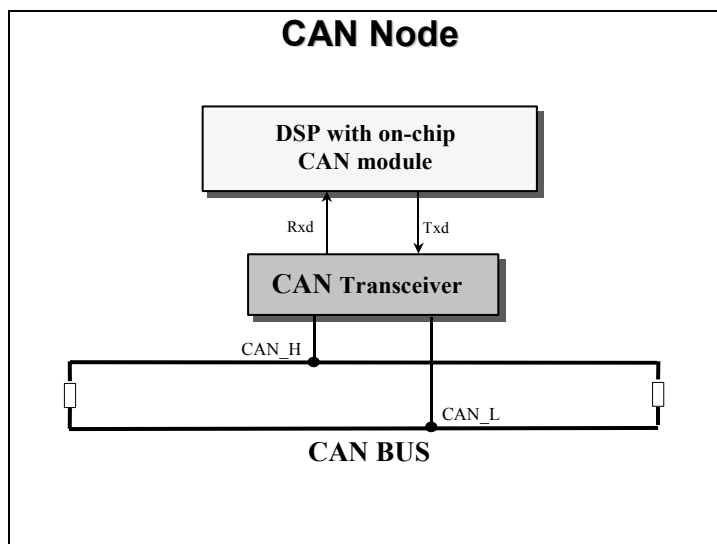 CAN Node
DSP with on-chip
CAN module
Rxd
Txd
CAN Transceiver
CAN_H
CAN_L
CAN BUS